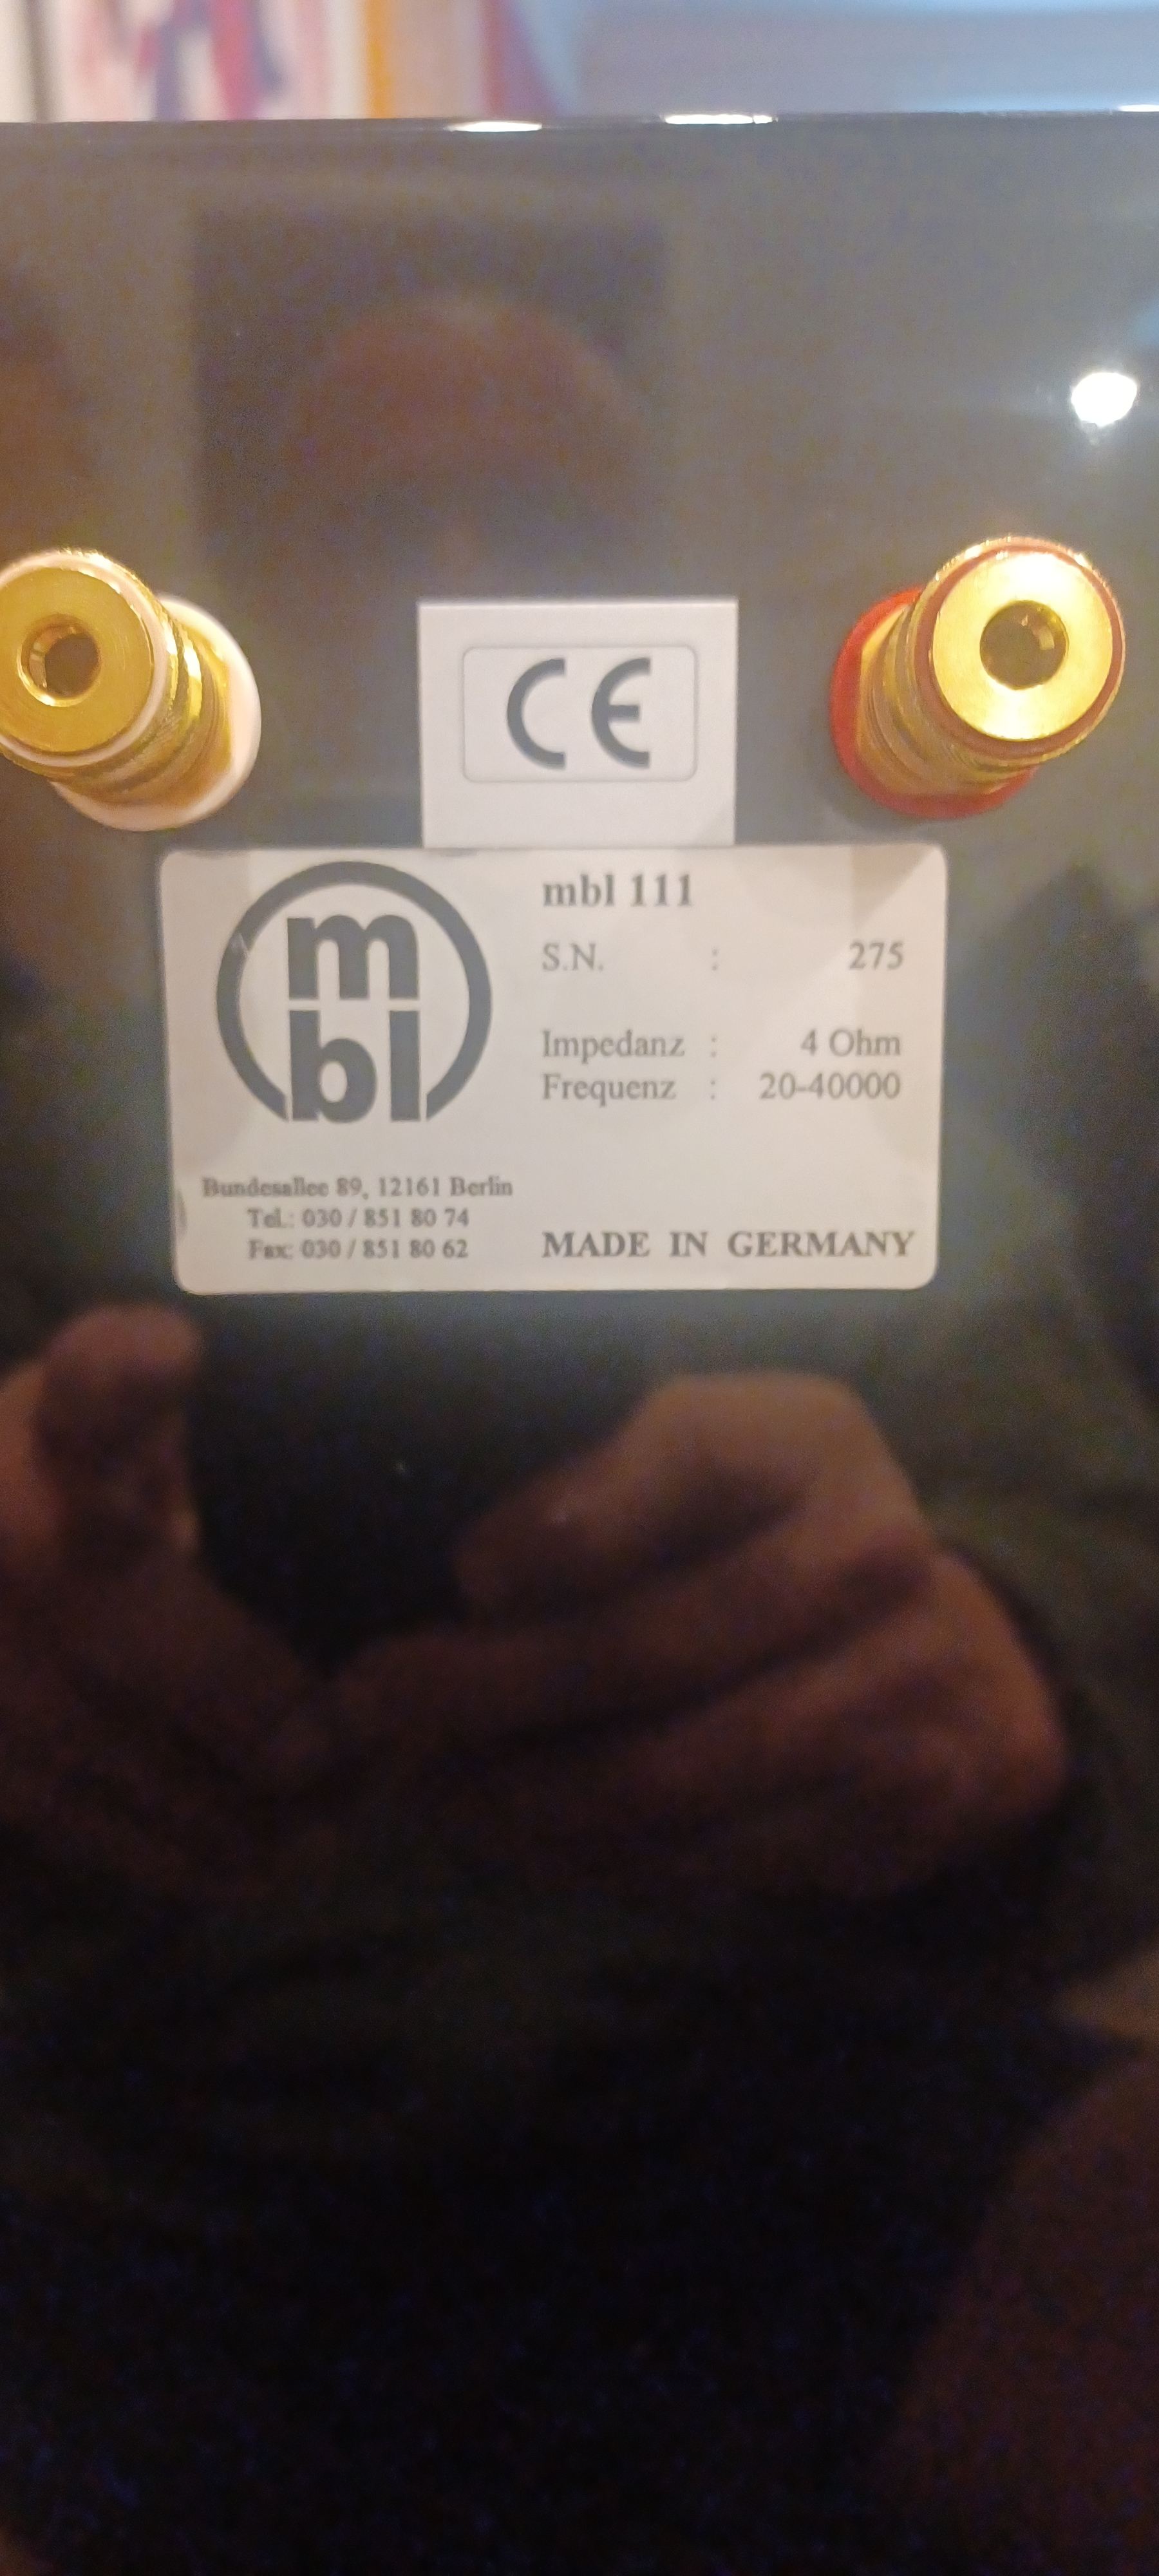 CE
m
bl
mbl 111
S.N. : 275
Impedanz : 4 Ohm
Frequenz : 20-40000
Bundesallee 89, 12161 Berlin
Tel.: 030 / 851 80 74
Fax: 030 / 851 80 62
MADE IN GERMANY